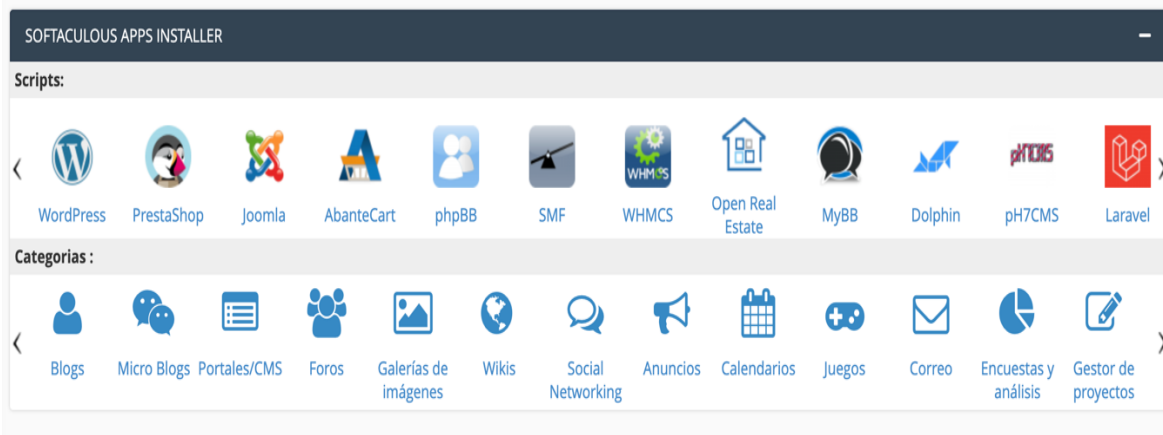 SOFTACULOUS APPS INSTALLER
Scripts:
WHMCS
pH7CMS
WordPress PrestaShop Joomla AbanteCart phpBB SMF WHMCS Open Real Estate MyBB Dolphin pH7CMS Laravel
Categorias :
Blogs Micro Blogs Portales/CMS Foros Galerías de imágenes Wikis Social Networking Anuncios Calendarios Juegos Correo Encuestas y análisis Gestor de proyectos